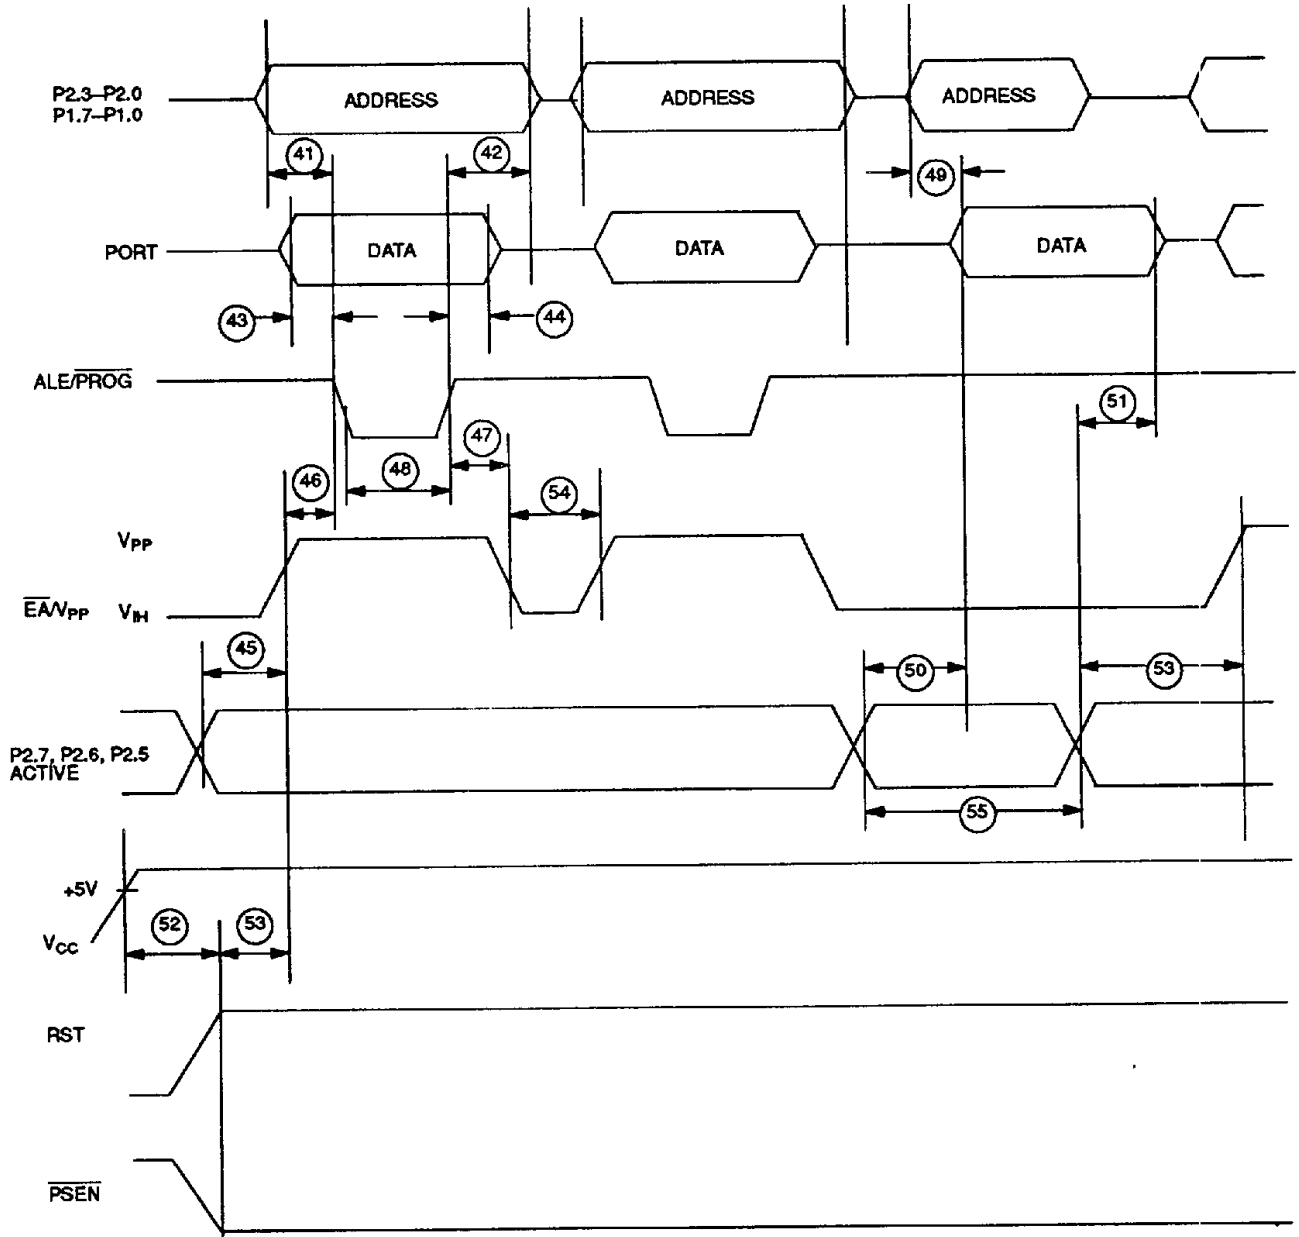 P2.3–P2.0
P1.7–P1.0
ADDRESS
ADDRESS
ADDRESS
41
42
49
PORT
DATA
DATA
DATA
43
44
ALE/PROG
51
47
48
46
54
VPP
EA/VPP VIH
45
50
53
P2.7, P2.6, P2.5
ACTIVE
55
+5V
52
53
VCC
RST
PSEN